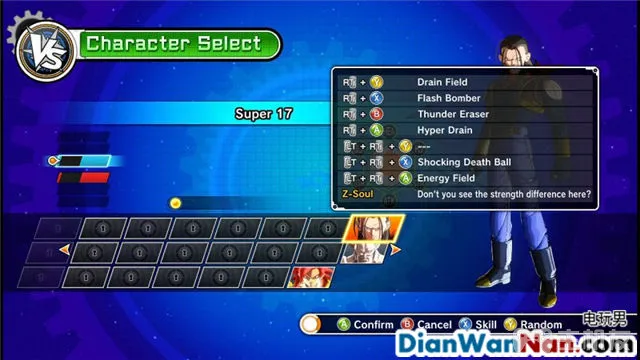 VS
Character Select
Super 17
RT + Y Drain Field
RT + X Flash Bomber
RT + B Thunder Eraser
RT + A Hyper Drain
LT + RT + Y ---
LT + RT + X Shocking Death Ball
LT + RT + A Energy Field
Z-Soul Don't you see the strength difference here?
A Confirm B Cancel X Skill Y Random
电玩男
DianWanNan.com